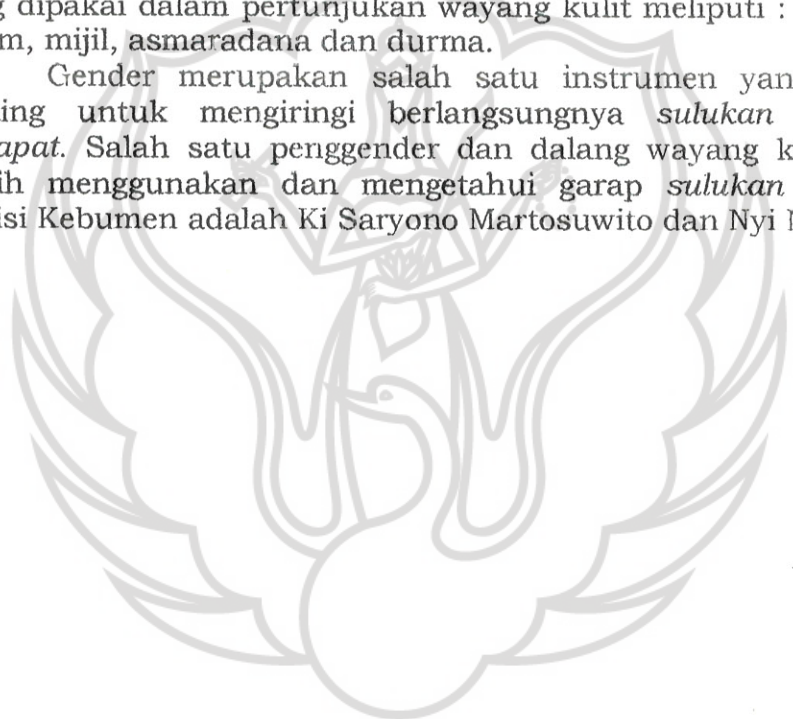 dipakai dalam pertunjukan wayang kulit meliputi :
m, mijil, asmaradana dan durma.
Gender merupakan salah satu instrumen yan
ing untuk mengiringi berlangsungnya sulukan
apat. Salah satu penggender dan dalang wayang k
ih menggunakan dan mengetahui garap sulukan
isi Kebumen adalah Ki Saryono Martosuwito dan Nyi